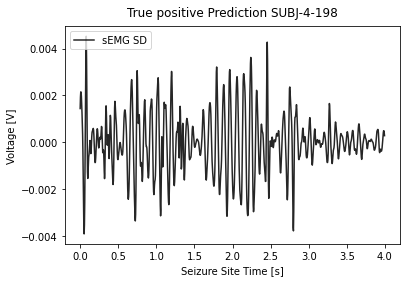 True positive Prediction SUBJ-4-198
sEMG SD
Voltage [V]
0.004
0.002
0.000
−0.002
−0.004
0.0 0.5 1.0 1.5 2.0 2.5 3.0 3.5 4.0
Seizure Site Time [s]